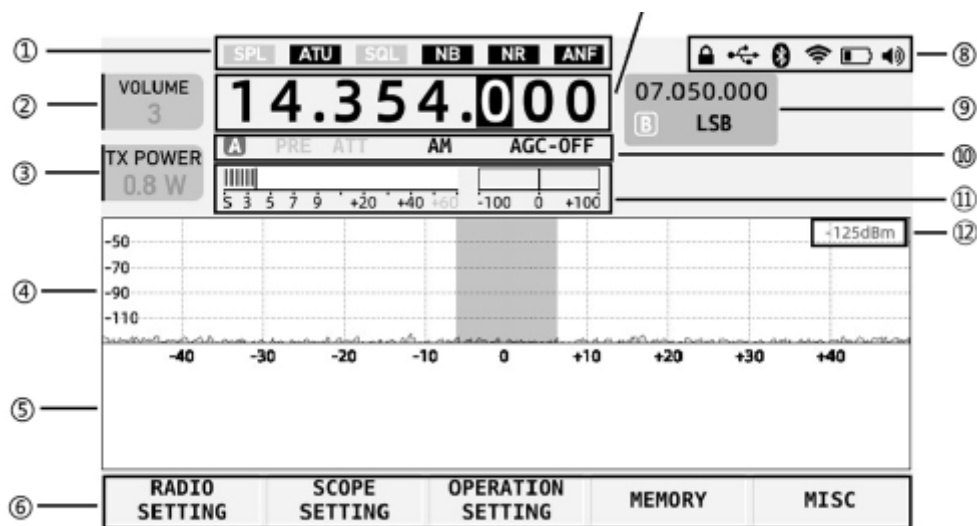 ① SPL ATU SQL NB NR ANF ⑧
② VOLUME 3 14.354.000 07.050.000 B LSB ⑨
③ TX POWER 0.8 W A PRE ATT AM AGC-OFF ⑩
S 3 5 7 9 +20 +40 +60 -100 0 +100 ⑪
-50 -125dBm ⑫
-70
④ -90
-110
-40 -30 -20 -10 0 +10 +20 +30 +40
⑤
⑥ RADIO SETTING SCOPE SETTING OPERATION SETTING MEMORY MISC